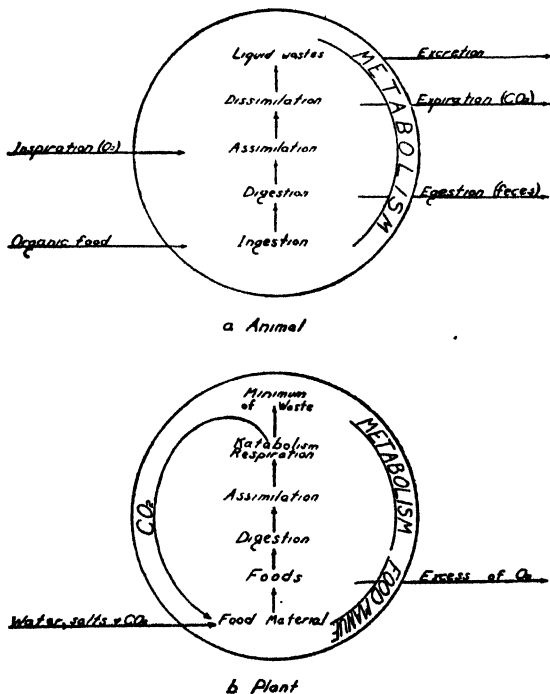 Liquid wastes
Excretion
METABOLISM
Dissimilation
Expiration (CO₂)
Inspiration (O₂)
Assimilation
Digestion
Egestion (feces)
Organic food
Ingestion
a Animal
Minimum
of Waste
Katabolism
Respiration
METABOLISM
CO₂
Assimilation
Digestion
Foods
Excess of O₂
FOOD MANUF
Water, salts & CO₂
Food Material
b Plant